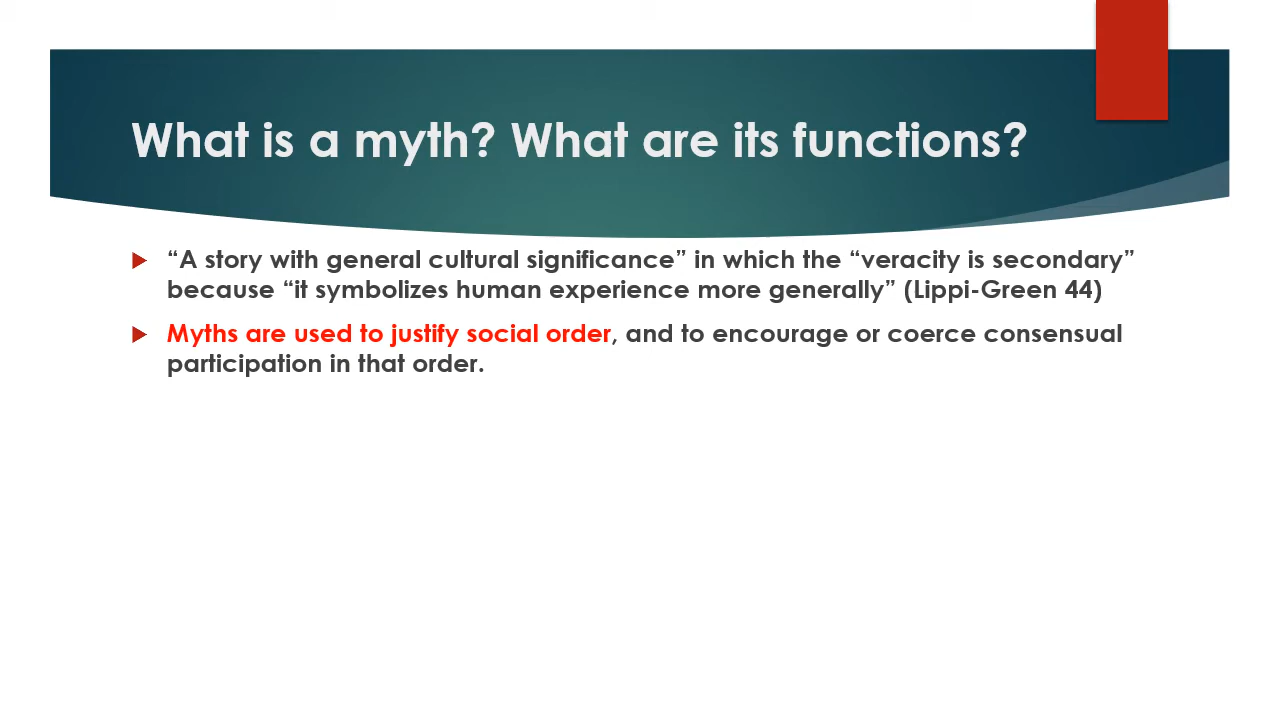 What is a myth? What are its functions?
“A story with general cultural significance” in which the “veracity is secondary”
because “it symbolizes human experience more generally” (Lippi-Green 44)
Myths are used to justify social order, and to encourage or coerce consensual
participation in that order.